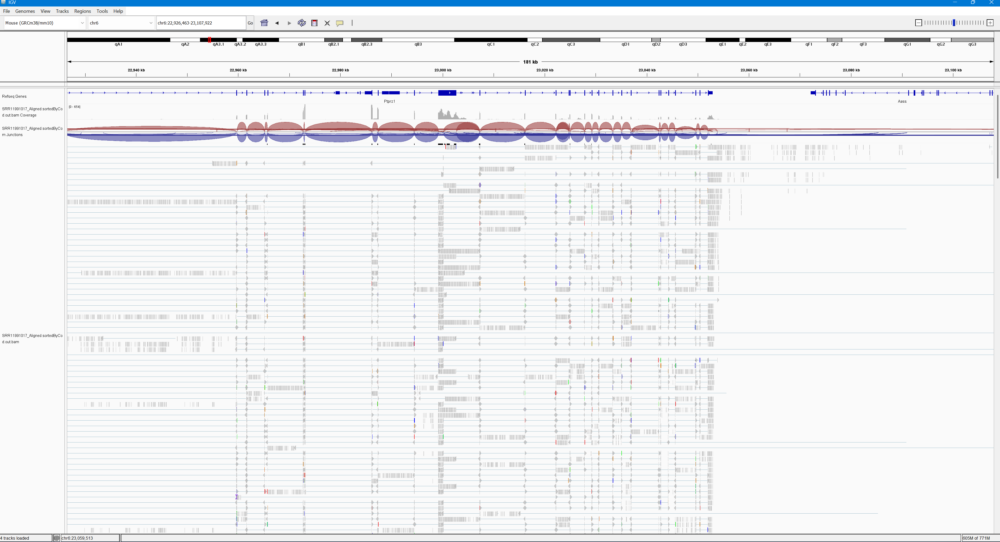 IGV
File Genomes View Tracks Regions Tools Help
Mouse (GRCm38/mm10) chr6 chr6:22,926,463-23,107,922 Go
qA1 qA2 qA3.1 qA3.2 qA3.3 qB1 qB2.1 qB2.3 qB3 qC1 qC2 qC3 qD1 qD2 qD3 qE1 qE2 qE3 qF1 qF2 qF3 qG1 qG2 qG3
181 kb
22,940 kb 22,960 kb 22,980 kb 23,000 kb 23,020 kb 23,040 kb 23,060 kb 23,080 kb 23,100 kb
Refseq Genes
Ptprz1 Aass
[0 - 654]
SRR11991017_Aligned.sortedByCo
d.out.bam Coverage
SRR11991017_Aligned.sortedByCo
m Junctions
SRR11991017_Aligned.sortedByCo
d.out.bam
4 tracks loaded chr6:23,059,513 605M of 771M